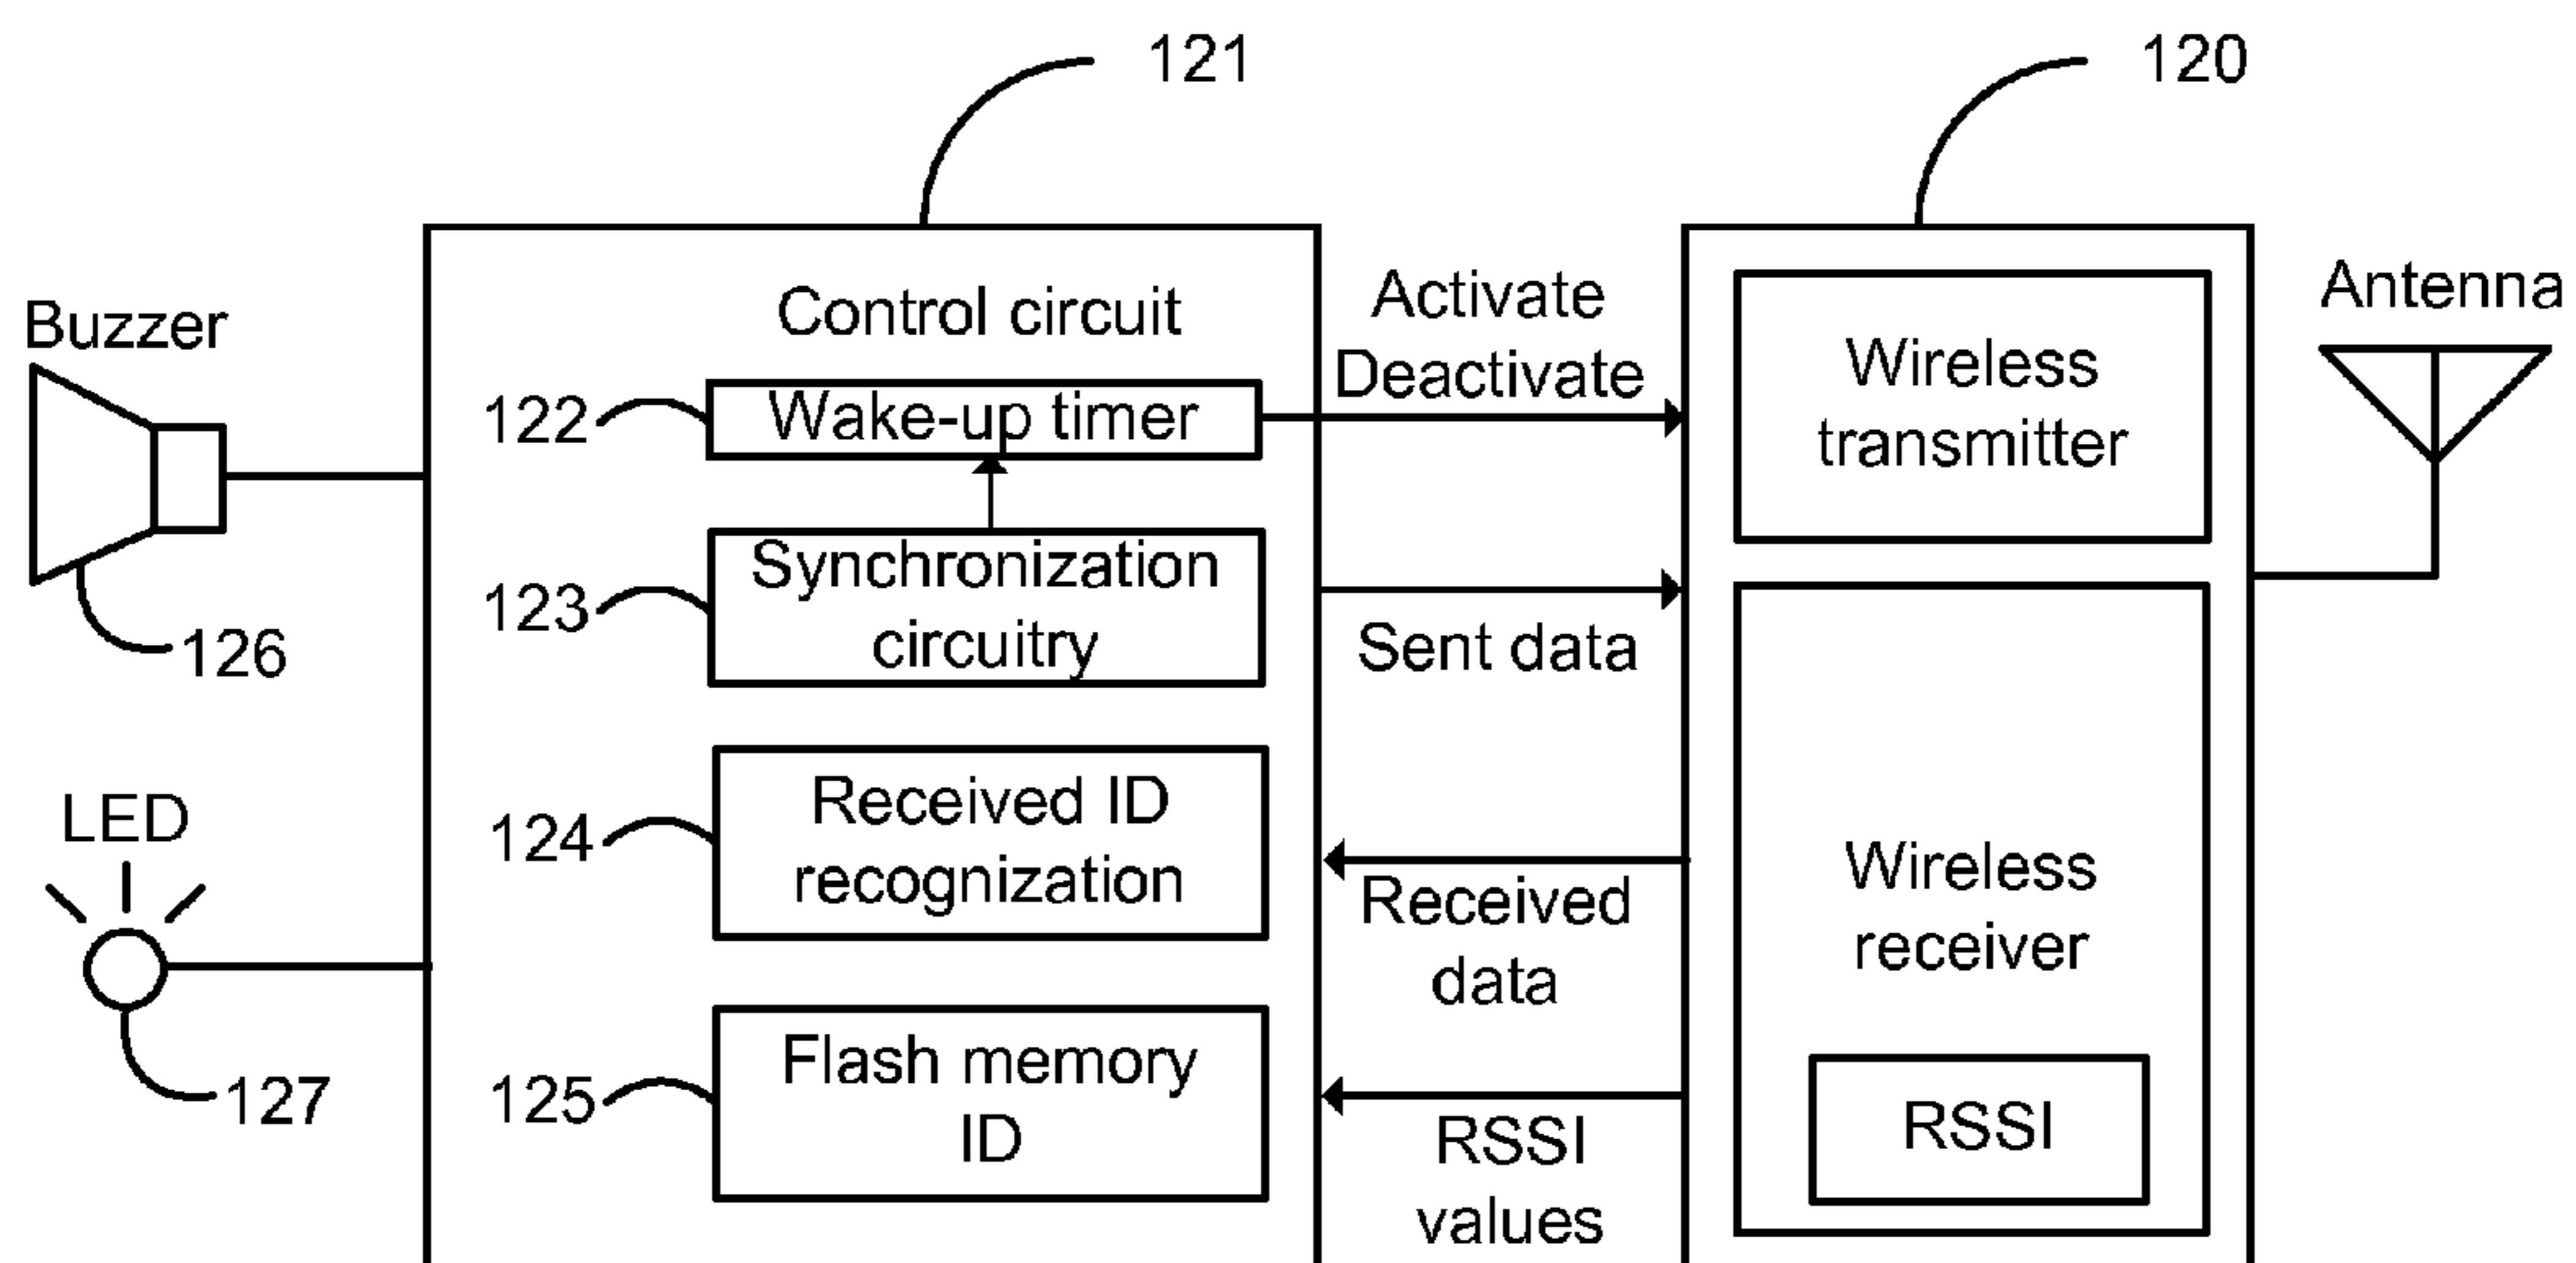 121
120
Buzzer
126
LED
127
Control circuit
122
Wake-up timer
123
Synchronization
circuitry
124
Received ID
recognization
125
Flash memory
ID
Activate
Deactivate
Sent data
Received
data
RSSI
values
Wireless
transmitter
Wireless
receiver
RSSI
Antenna